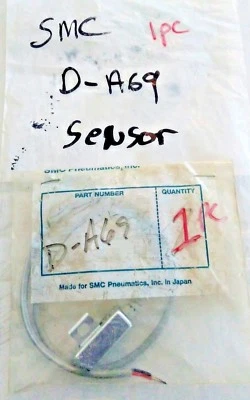 SMC 1pc
D-A69
Sensor
SMC Pneumatics, Inc.
PART NUMBER QUANTITY
D-A69 1pc
Made for SMC Pneumatics, Inc. in Japan